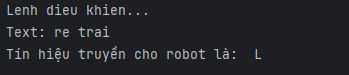 Lenh dieu khien...
Text: re trai
Tín hiệu truyền cho robot là:  L